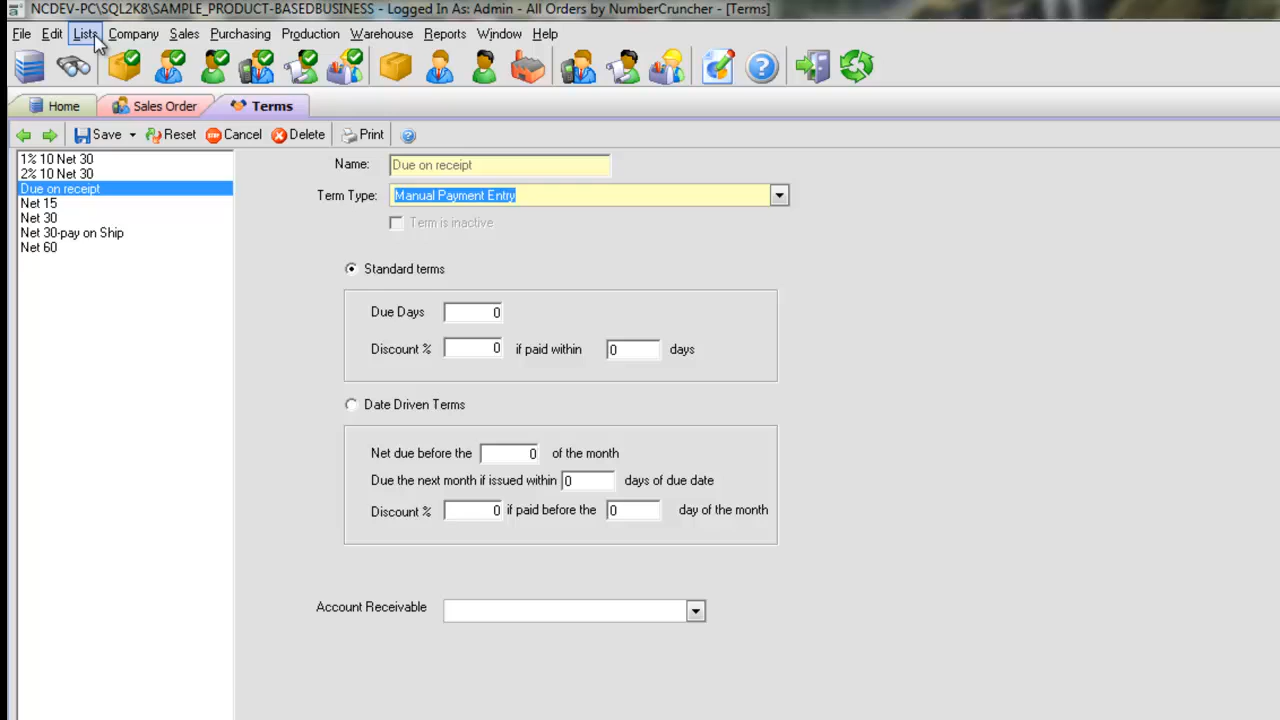 NCDEV-PC\SQL2K8\SAMPLE_PRODUCT-BASEDBUSINESS - Logged In As: Admin - All Orders by NumberCruncher - [Terms]
File Edit Lists Company Sales Purchasing Production Warehouse Reports Window Help
Home Sales Order Terms
Save Reset Cancel Delete Print
1% 10 Net 30
2% 10 Net 30
Due on receipt
Net 15
Net 30
Net 30-pay on Ship
Net 60
Name: Due on receipt
Term Type: Manual Payment Entry
Term is inactive
Standard terms
Due Days 0
Discount % 0 if paid within 0 days
Date Driven Terms
Net due before the 0 of the month
Due the next month if issued within 0 days of due date
Discount % 0 if paid before the 0 day of the month
Account Receivable